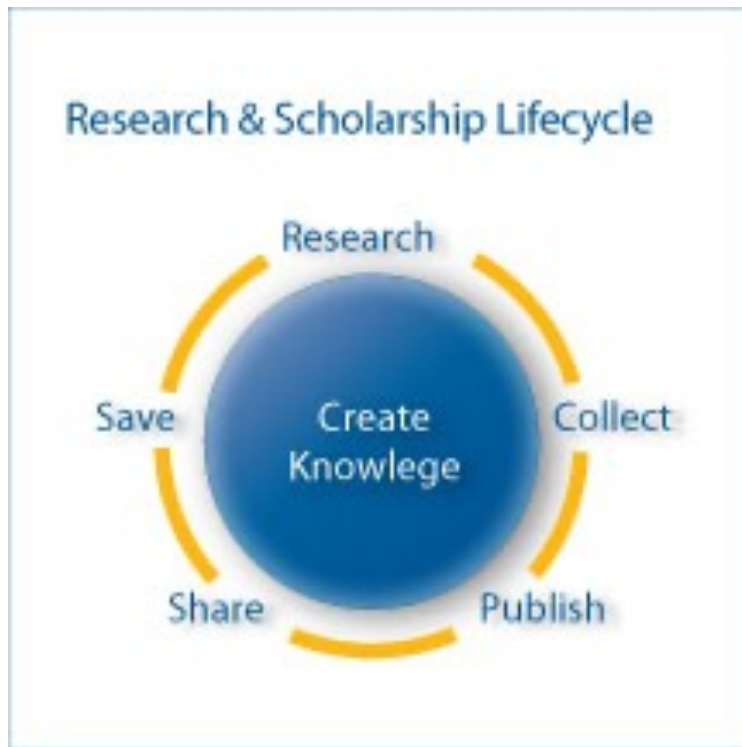 Research & Scholarship Lifecycle
Research
Save
Create
Knowlege
Collect
Share
Publish